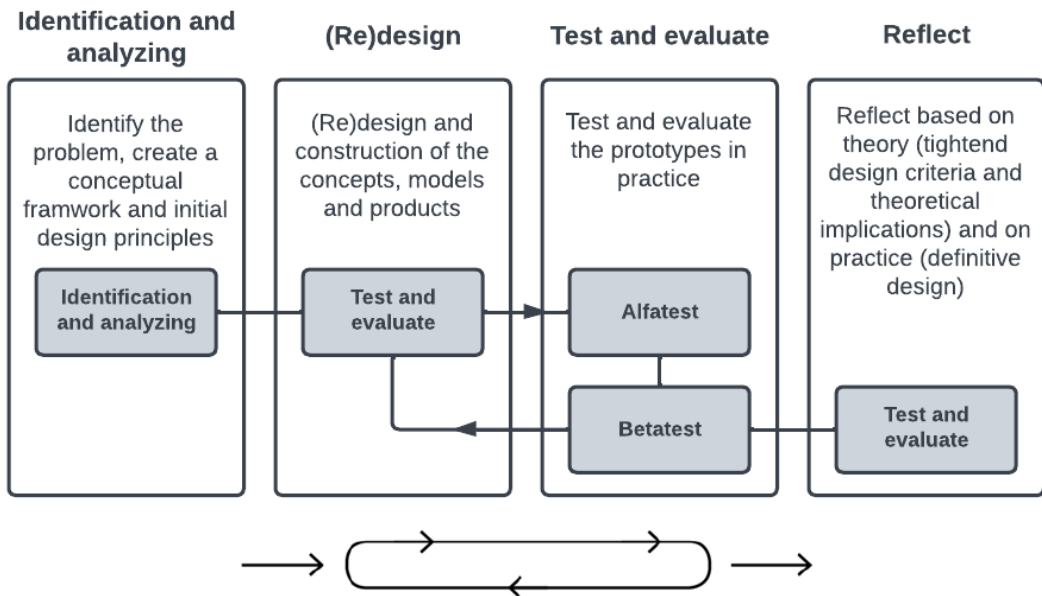 Identification and
analyzing
(Re)design
Test and evaluate
Reflect
Identify the
problem, create a
conceptual
framwork and initial
design principles
Identification
and analyzing
(Re)design and
construction of the
concepts, models
and products
Test and
evaluate
Test and evaluate
the prototypes in
practice
Alfatest
Betatest
Reflect based on
theory (tightend
design criteria and
theoretical
implications) and on
practice (definitive
design)
Test and
evaluate